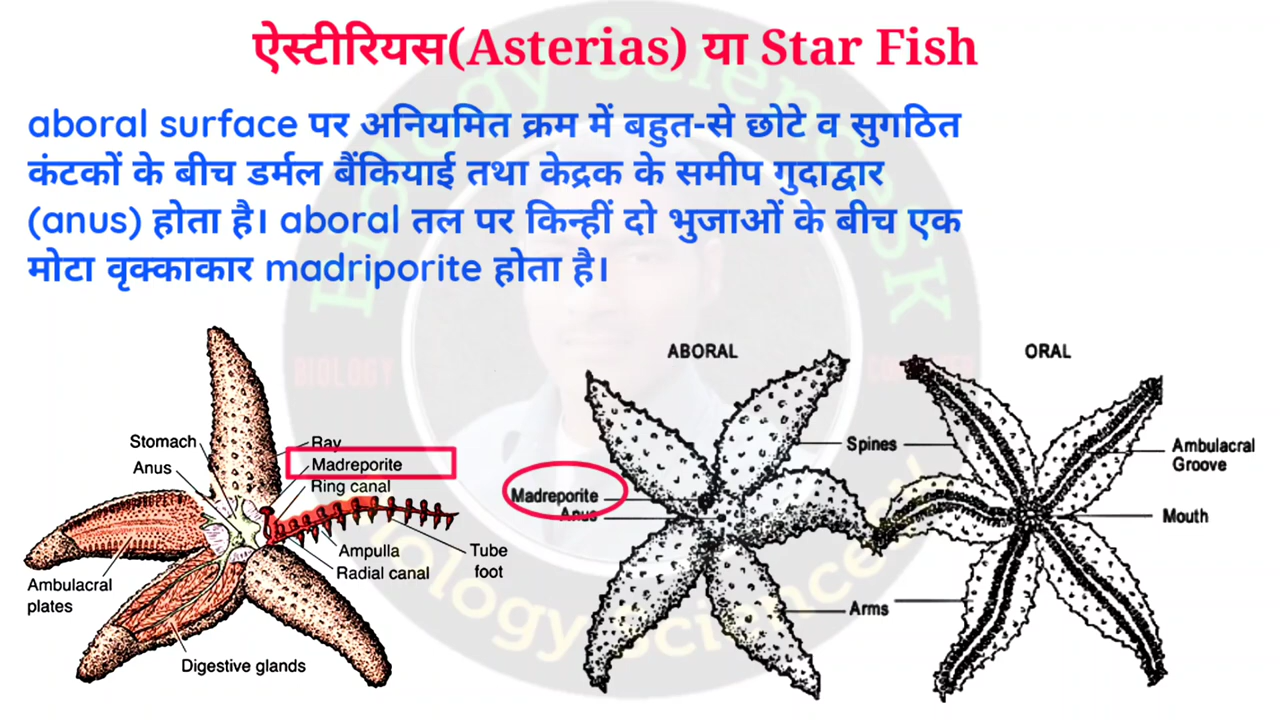 ऐस्टीरियस(Asterias) या Star Fish
aboral surface पर अनियमित क्रम में बहुत-से छोटे व सुगठित
कंटकों के बीच डर्मल बैंकियाई तथा केद्रक के समीप गुदाद्वार
(anus) होता है। aboral तल पर किन्हीं दो भुजाओं के बीच एक
मोटा वृक्काकार madriporite होता है।
Stomach
Anus
Ray
Madreporite
Ring canal
Ampulla
Radial canal
Tube
foot
Ambulacral
plates
Digestive glands
ABORAL
ORAL
Spines
Madreporite
Anus
Arms
Ambulacral
Groove
Mouth
BIOLOGY